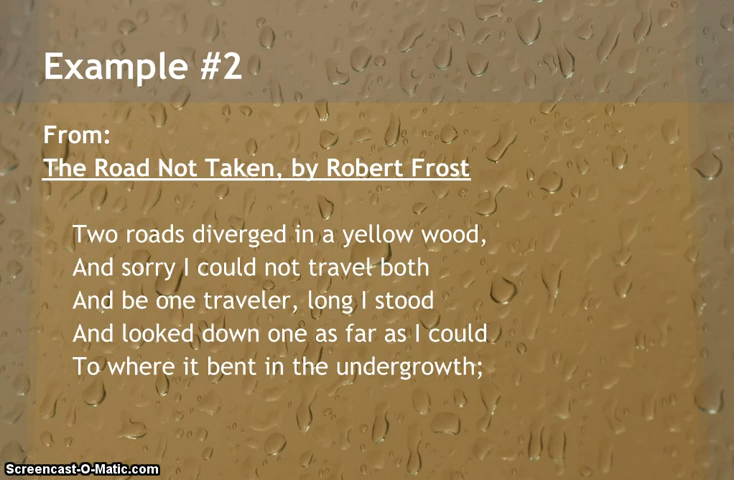 Example #2
From:
The Road Not Taken, by Robert Frost
Two roads diverged in a yellow wood,
And sorry I could not travel both
And be one traveler, long I stood
And looked down one as far as I could
To where it bent in the undergrowth;
Screencast-O-Matic.com